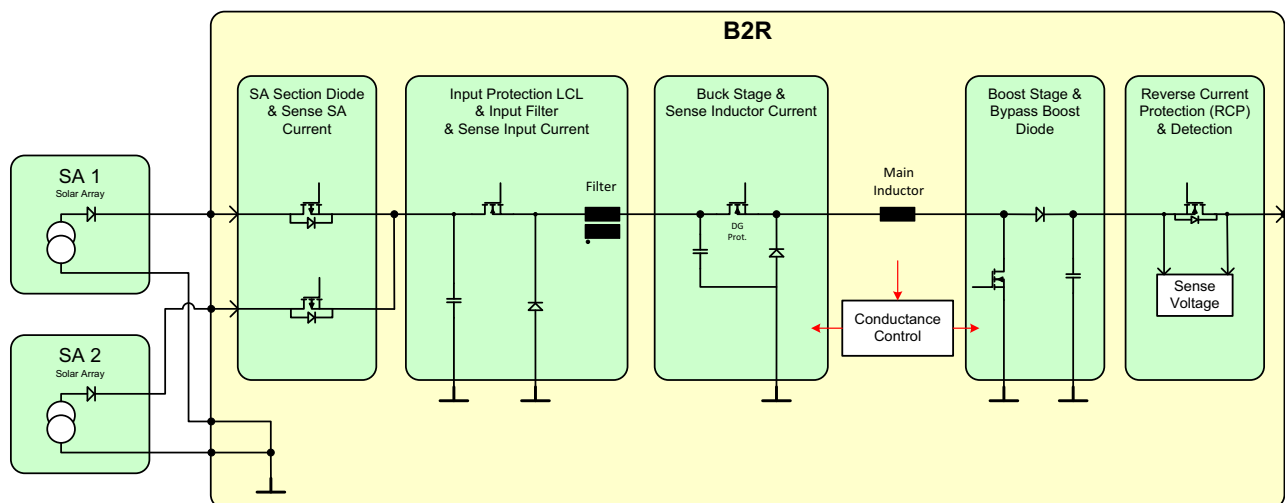 B2R
SA Section Diode
& Sense SA
Current
Input Protection LCL
& Input Filter
& Sense Input Current
Buck Stage &
Sense Inductor Current
Boost Stage &
Bypass Boost
Diode
Reverse Current
Protection (RCP)
& Detection
SA 1
Solar Array
Filter
DG
Prot.
Main
Inductor
Sense
Voltage
Conductance
Control
SA 2
Solar Array